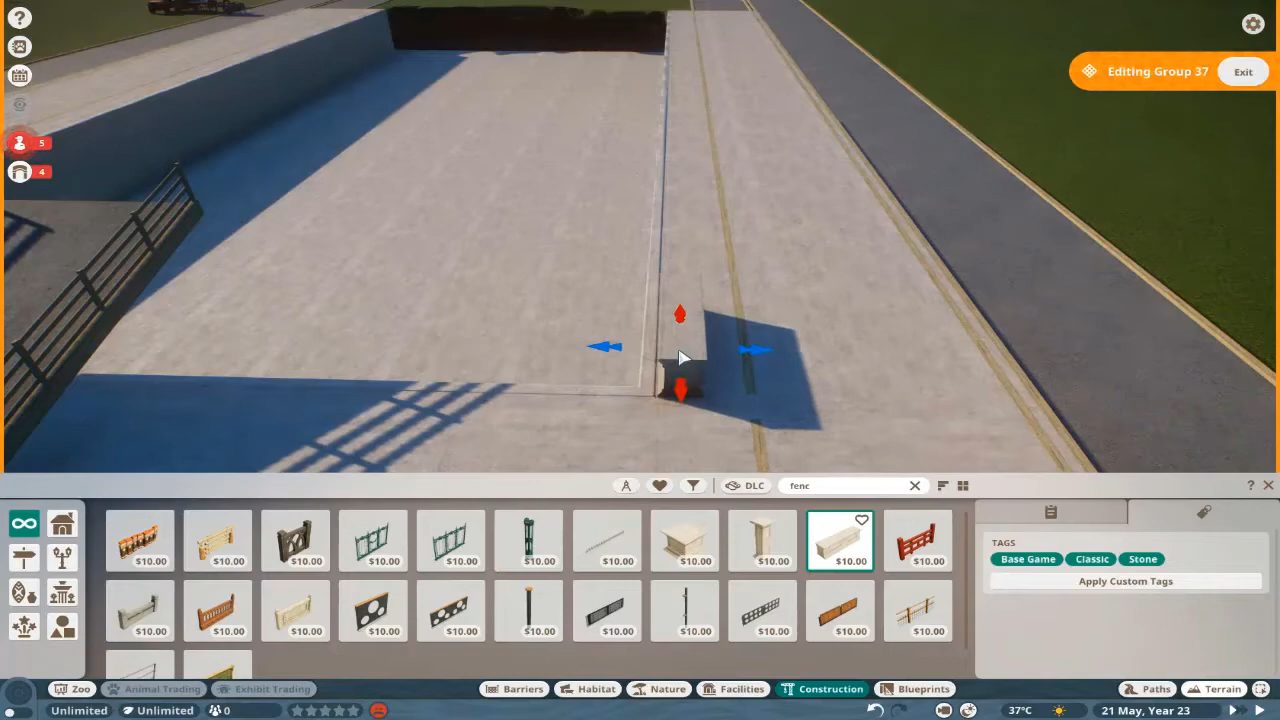 ?
Editing Group 37
Exit
5
4
DLC
fenc
?
$10.00 $10.00 $10.00 $10.00 $10.00 $10.00 $10.00 $10.00 $10.00 $10.00 $10.00
TAGS
Base Game Classic Stone
Apply Custom Tags
$10.00 $10.00 $10.00 $10.00 $10.00 $10.00 $10.00 $10.00 $10.00 $10.00 $10.00
Zoo Animal Trading Exhibit Trading Barriers Habitat Nature Facilities Construction Blueprints Paths Terrain
Unlimited Unlimited 0 37°C 21 May, Year 23